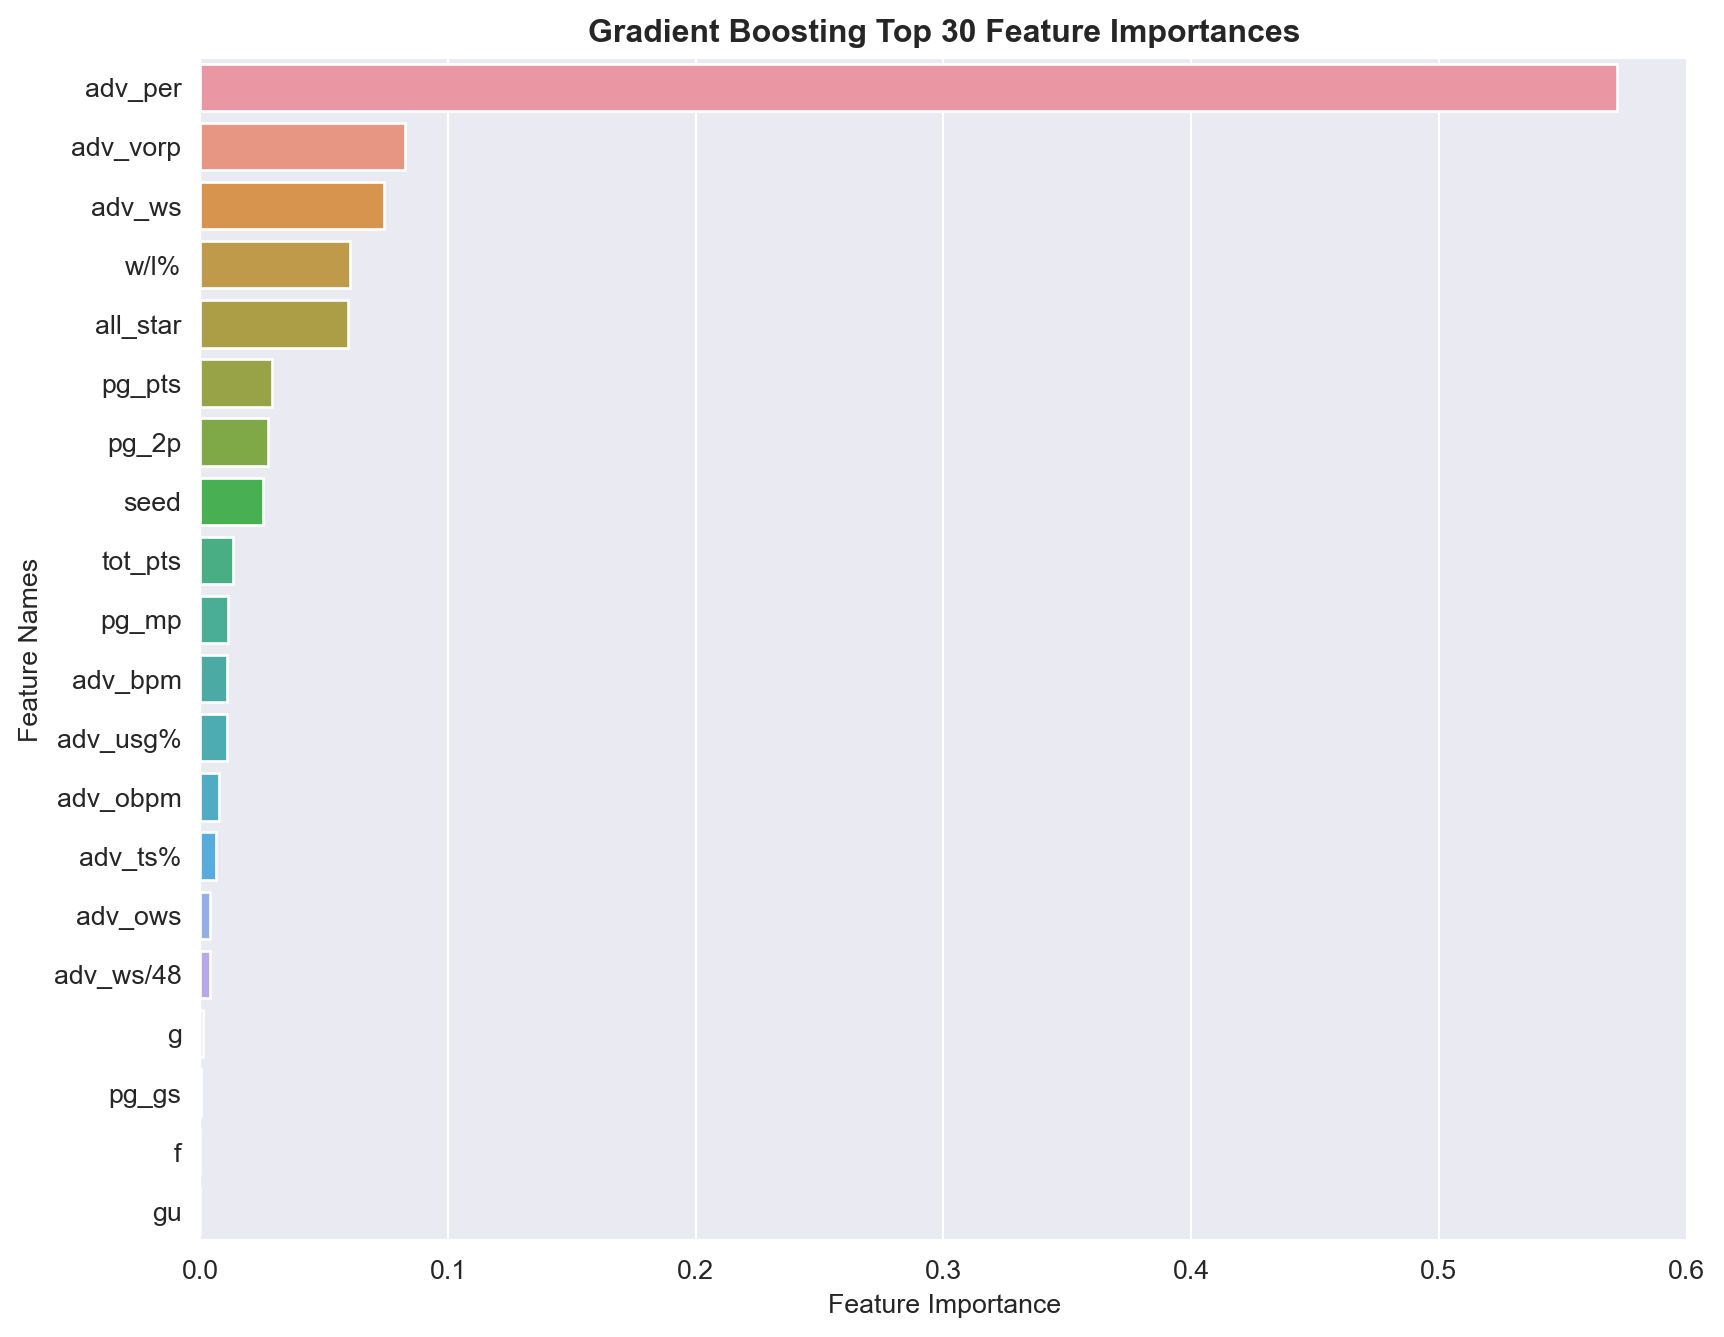 Gradient Boosting Top 30 Feature Importances
Feature Names
adv_per
adv_vorp
adv_ws
w/l%
all_star
pg_pts
pg_2p
seed
tot_pts
pg_mp
adv_bpm
adv_usg%
adv_obpm
adv_ts%
adv_ows
adv_ws/48
g
pg_gs
f
gu
0.0 0.1 0.2 0.3 0.4 0.5 0.6
Feature Importance